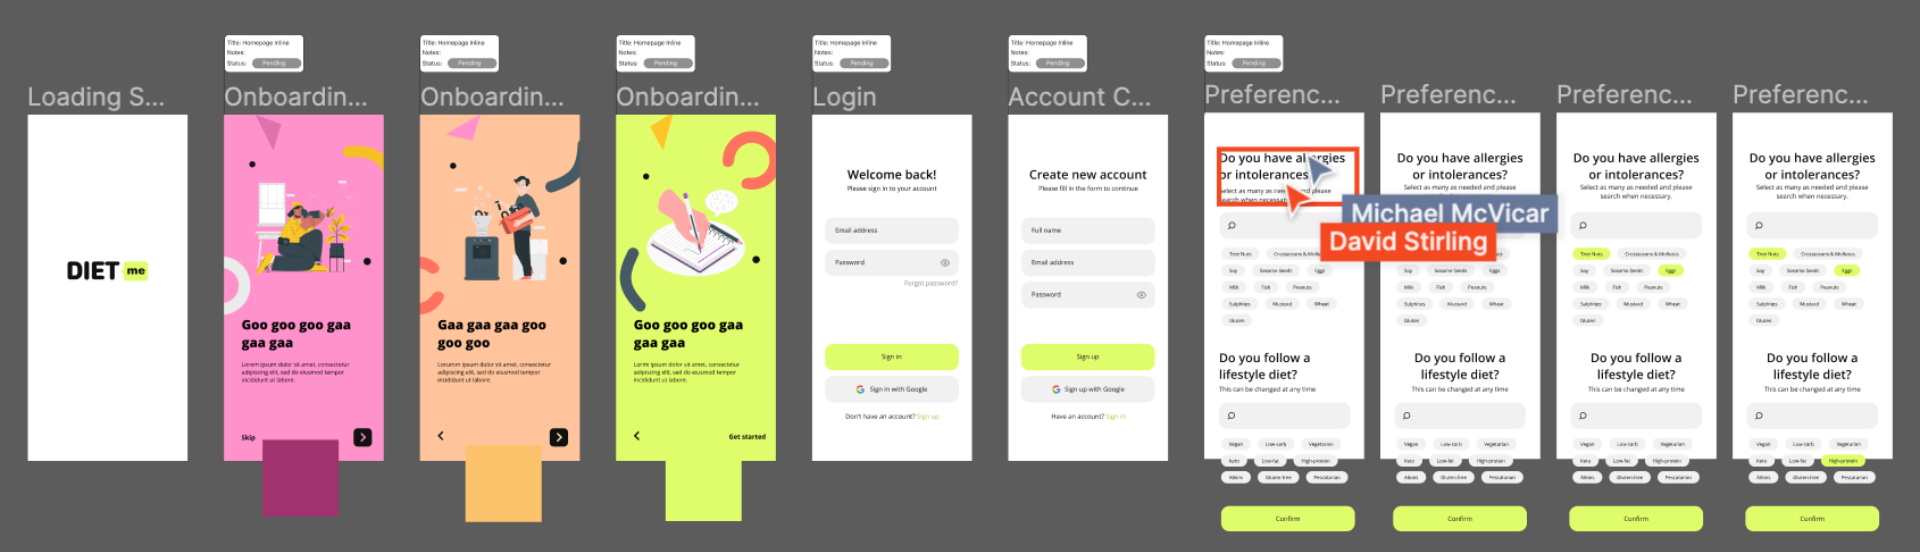 Title: Homepage Inline
Notes:
Status: Pending
Title: Homepage Inline
Notes:
Status: Pending
Title: Homepage Inline
Notes:
Status: Pending
Title: Homepage Inline
Notes:
Status: Pending
Title: Homepage Inline
Notes:
Status: Pending
Title: Homepage Inline
Notes:
Status: Pending
Loading S...
DIET me
Onboardin...
Goo goo goo gaa
gaa gaa
Lorem ipsum dolor sit amet, consectetur
adipiscing elit, sed do eiusmod tempor
incididunt ut labore.
Skip
Onboardin...
Gaa gaa gaa goo
goo goo
Lorumm ipsum dolor sit amet, consectetur
adipiscing elit, sed do eiusmod tempor
incididunt ut labore.
Onboardin...
Goo goo goo gaa
gaa gaa
Lorim ipsum dolor sit amet, consectetur
adipiscing elit, sed do eiusmod tempor
incididunt ut labore.
Get started
Login
Welcome back!
Please sign in to your account
Email address
Password
Forgot password?
Sign in
Sign in with Google
Don't have an account? Sign up
Account C...
Create new account
Please fill in the form to continue
Full name
Email address
Password
Sign up
Sign up with Google
Have an account? Sign in
Preferenc...
Do you have allergies
or intolerances
Select as many as needed and please
search when necessary
Michael McVicar
David Stirling
Tree Nuts Crustaceans & Molluscs
Soy Sesame Seeds Eggs
Milk Fish Peanuts
Sulphites Mustard Wheat
Gluten
Do you follow a
lifestyle diet?
This can be changed at any time
Vegan Low-carb Vegetarian
Keto Low-fat High-protein
Atkins Gluten-free Pescatarian
Confirm
Preferenc...
Do you have allergies
or intolerances?
Select as many as needed and please
Soy Sesame Seeds Eggs
Milk Fish Peanuts
Sulphites Mustard Wheat
Gluten
Do you follow a
lifestyle diet?
This can be changed at any time
Vegan Low-carb Vegetarian
Keto Low-fat High-protein
Atkins Gluten-free Pescatarian
Confirm
Preferenc...
Do you have allergies
or intolerances?
Select as many as needed and please
search when necessary.
Tree Nuts Crustaceans & Molluscs
Soy Sesame Seeds Eggs
Milk Fish Peanuts
Sulphites Mustard Wheat
Gluten
Do you follow a
lifestyle diet?
This can be changed at any time
Vegan Low-carb Vegetarian
Keto Low-fat High-protein
Atkins Gluten-free Pescatarian
Confirm
Preferenc...
Do you have allergies
or intolerances?
Select as many as needed and please
search when necessary.
Tree Nuts Crustaceans & Molluscs
Soy Sesame Seeds Eggs
Milk Fish Peanuts
Sulphites Mustard Wheat
Gluten
Do you follow a
lifestyle diet?
This can be changed at any time
Vegan Low-carb Vegetarian
Keto Low-fat High-protein
Atkins Gluten-free Pescatarian
Confirm